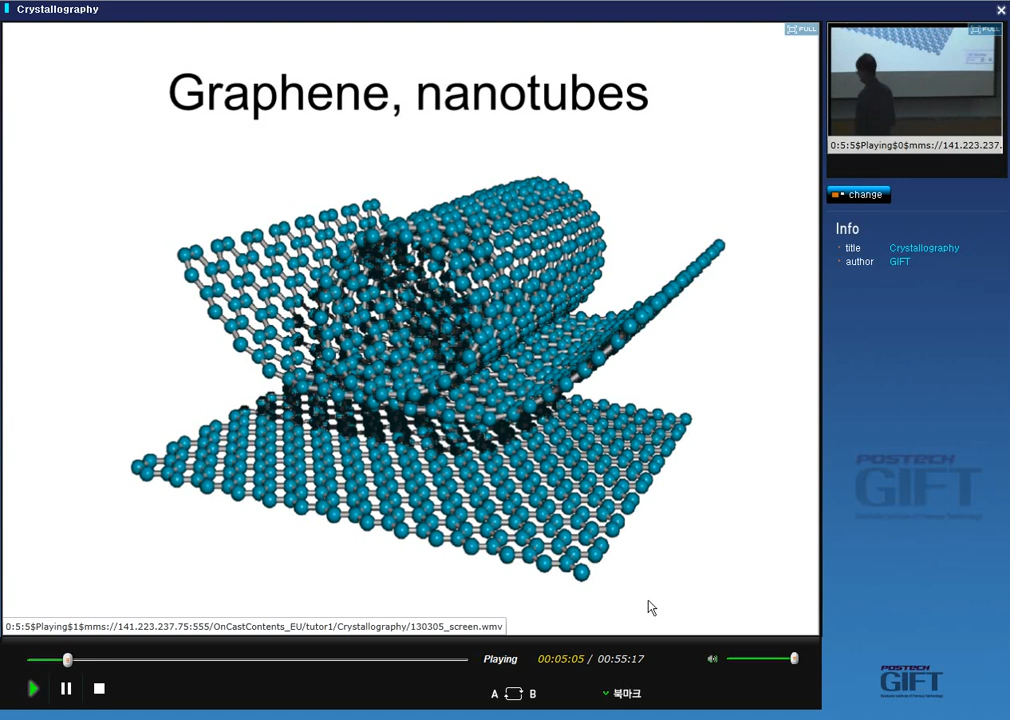 Crystallography
FULL
Graphene, nanotubes
FULL
0:5:5$Playing$0$mms://141.223.237.
change
Info
title Crystallography
author GIFT
POSTECH
GIFT
0:5:5$Playing$1$mms://141.223.237.75:555/OnCastContents_EU/tutor1/Crystallography/130305_screen.wmv
Playing 00:05:05 / 00:55:17
A B 북마크
POSTECH
GIFT